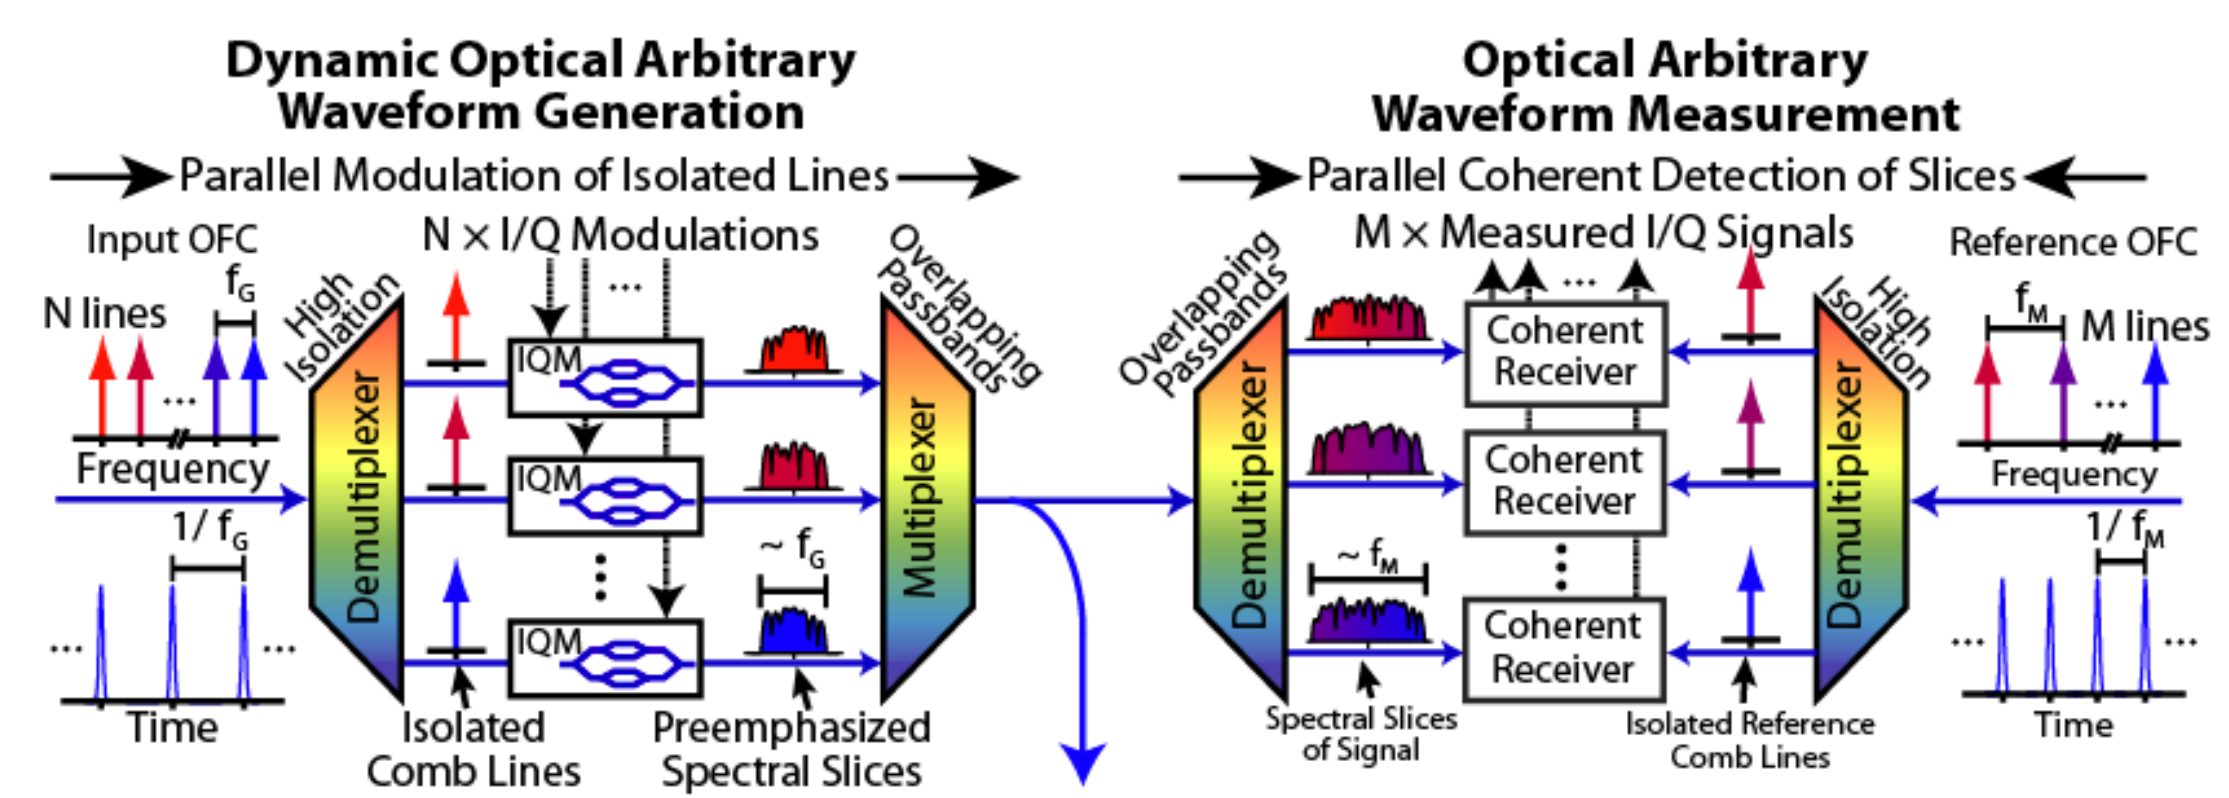 Dynamic Optical Arbitrary
Waveform Generation
Parallel Modulation of Isolated Lines
Input OFC
f_G
N lines
...
Frequency
1/ f_G
...
...
Time
High
Isolation
Demultiplexer
N × I/Q Modulations
...
IQM
IQM
IQM
~ f_G
Isolated
Comb Lines
Preemphasized
Spectral Slices
Overlapping
Passbands
Multiplexer
Optical Arbitrary
Waveform Measurement
Parallel Coherent Detection of Slices
Overlapping
Passbands
Demultiplexer
M × Measured I/Q Signals
...
Coherent
Receiver
Coherent
Receiver
Coherent
Receiver
~ f_M
Spectral Slices
of Signal
Isolated Reference
Comb Lines
High
Isolation
Demultiplexer
Reference OFC
f_M
M lines
...
Frequency
1/ f_M
...
...
Time